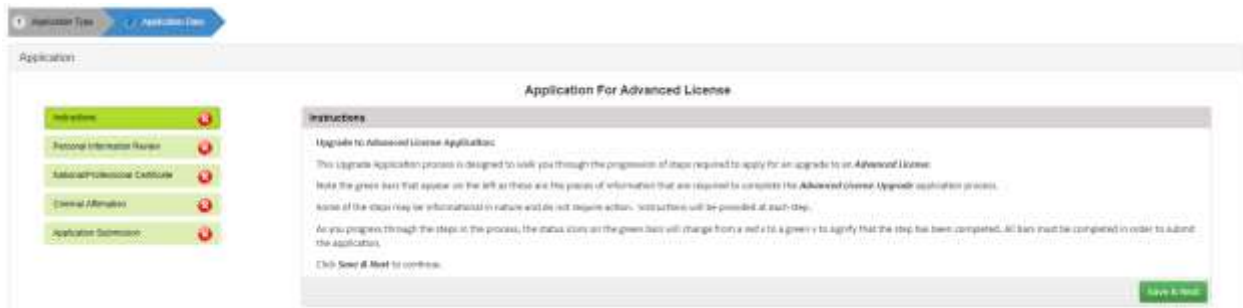 Application Type
Application Data
Application
Application For Advanced License
Instructions
Personal Information Review
National/Professional Certificate
Criminal Affirmation
Application Submission
Instructions
Upgrade to Advanced License Application:
This Upgrade Application process is designed to walk you through the progression of steps required to apply for an upgrade to an Advanced License.
Note the green bars that appear on the left as these are the pieces of information that are required to complete the Advanced License Upgrade application process.
Some of the steps may be informational in nature and do not require action. Instructions will be provided at each step.
As you progress through the steps in the process, the status icons on the green bars will change from a red x to a green v to signify that the step has been completed. All bars must be completed in order to submit
the application.
Click Save & Next to continue.
Save & Next